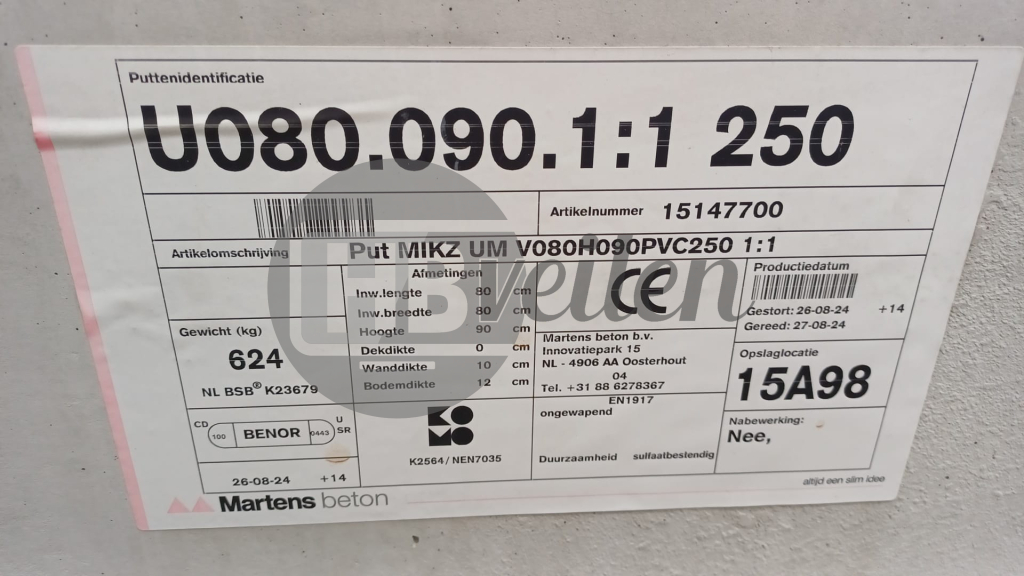 Puttenidentificatie
U080.090.1:1 250
Artikelnummer 15147700
Artikelomschrijving Put MIKZ UM V080H090PVC250 1:1
Afmetingen
Inw.lengte 80 cm
Inw.breedte 80 cm
Hoogte 90 cm
Dekdikte 0 cm
Wanddikte 10 cm
Bodemdikte 12 cm
Gewicht (kg)
624
NL BSB® K23679
CD 100 BENOR 0443 U SR
26-08-24 +14
KOMO
K2564/NEN7035
CE
Martens beton b.v.
Innovatiepark 15
NL - 4906 AA Oosterhout
04
Tel. +31 88 6278367
EN1917
ongewapend
Duurzaamheid sulfaatbestendig
Productiedatum
Gestort: 26-08-24 +14
Gereed: 27-08-24
Opslaglocatie
15A98
Nabewerking:
Nee,
Martens beton
altijd een slim idee
HB veilen